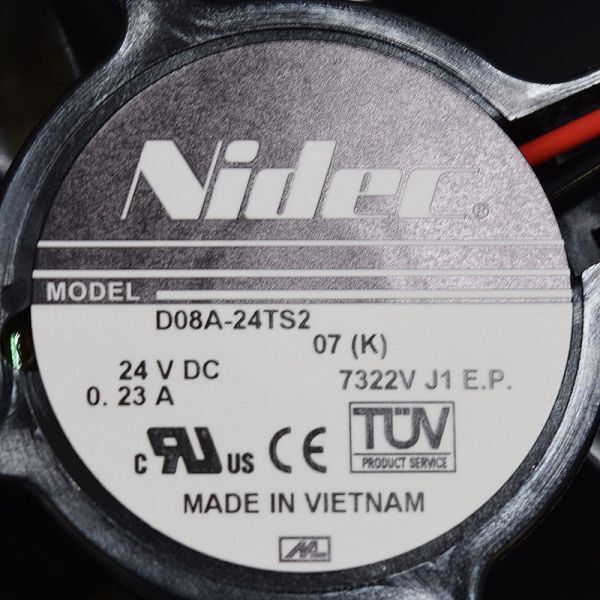 Nidec®
MODEL
D08A-24TS2
07 (K)
24 V DC
7322V J1 E.P.
0. 23 A
c RU US CE TÜV
PRODUCT SERVICE
MADE IN VIETNAM